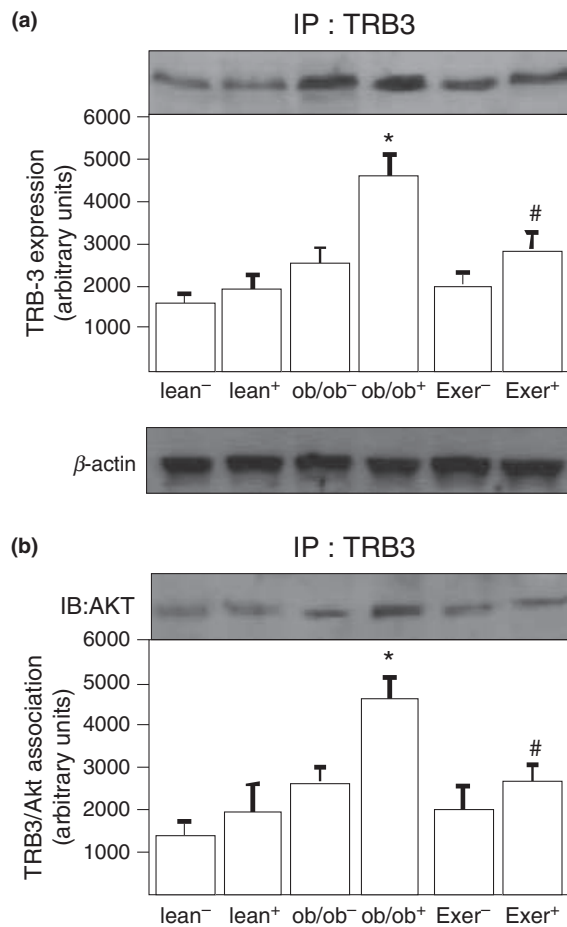 (a)
IP : TRB3
6000
5000
4000
3000
2000
1000
TRB-3 expression
(arbitrary units)
*
#
lean⁻ lean⁺ ob/ob⁻ ob/ob⁺ Exer⁻ Exer⁺
β-actin
(b)
IP : TRB3
IB:AKT
6000
5000
4000
3000
2000
1000
TRB3/Akt association
(arbitrary units)
*
#
lean⁻ lean⁺ ob/ob⁻ ob/ob⁺ Exer⁻ Exer⁺